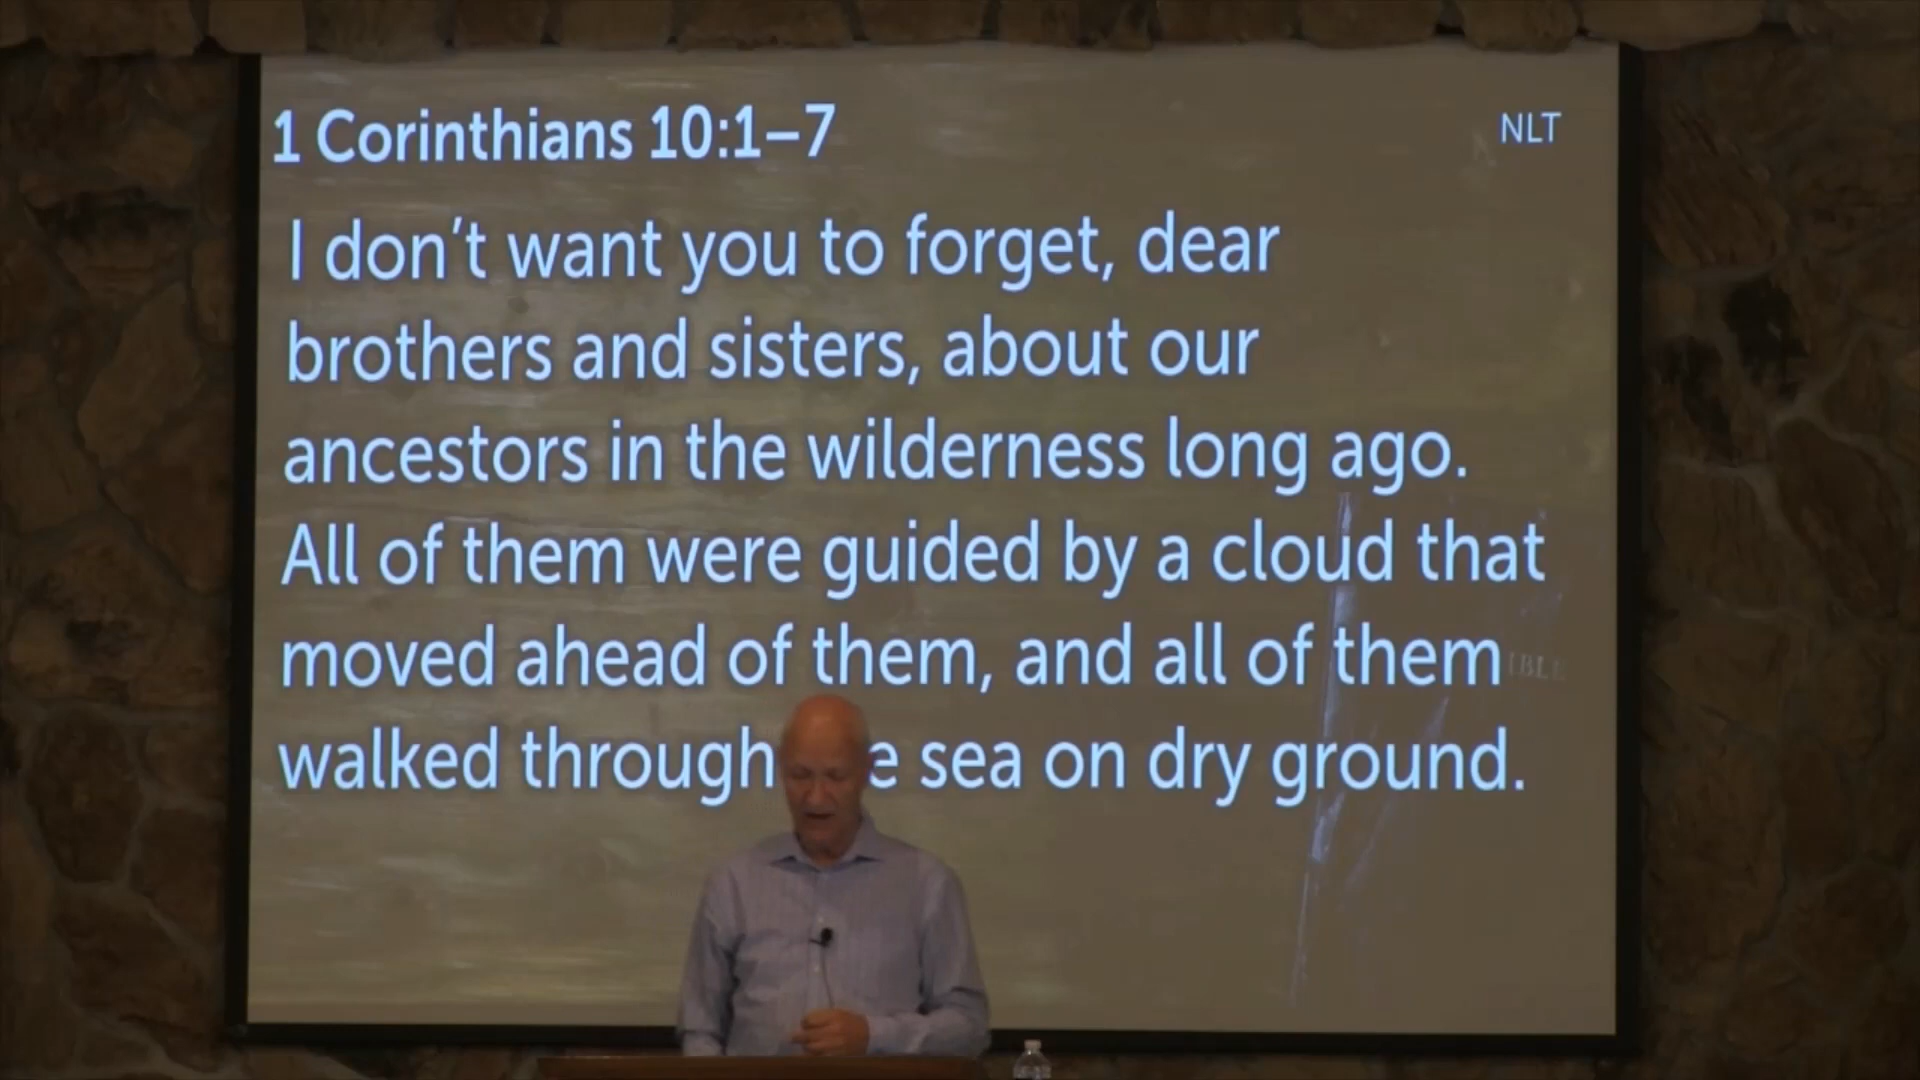 1 Corinthians 10:1–7
NLT
I don't want you to forget, dear
brothers and sisters, about our
ancestors in the wilderness long ago.
All of them were guided by a cloud that
moved ahead of them, and all of them
walked through sea on dry ground.